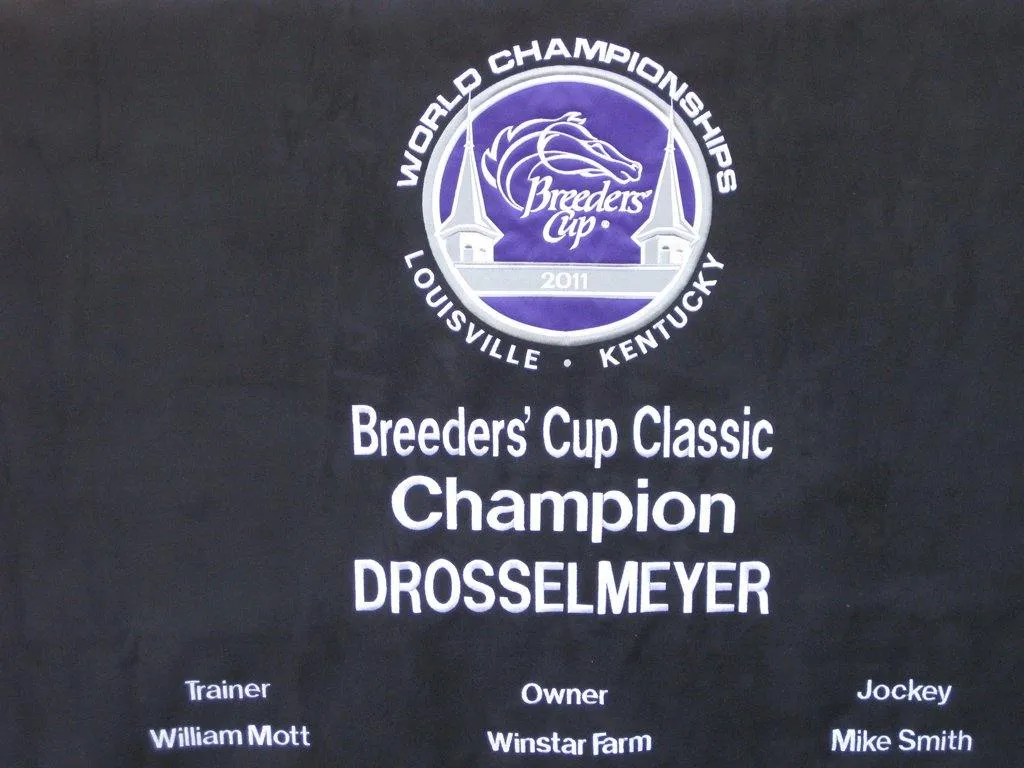 WORLD CHAMPIONSHIPS
Breeders'
Cup
2011
LOUISVILLE • KENTUCKY
Breeders' Cup Classic
Champion
DROSSELMEYER
Trainer Owner Jockey
William Mott Winstar Farm Mike Smith